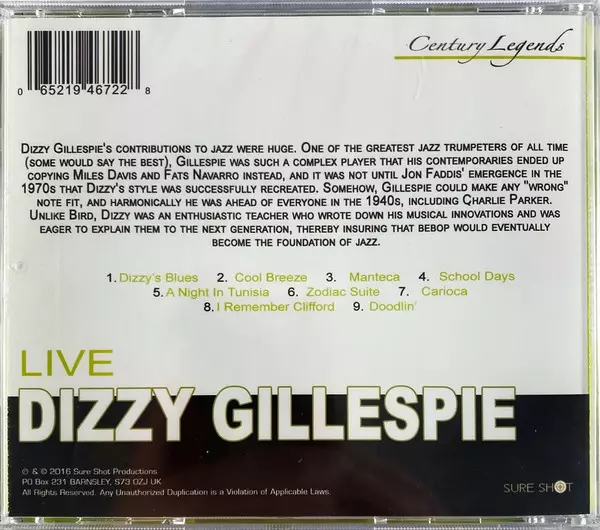 Century Legends
0 65219 46722 8
DIZZY GILLESPIE'S CONTRIBUTIONS TO JAZZ WERE HUGE. ONE OF THE GREATEST JAZZ TRUMPETERS OF ALL TIME
(SOME WOULD SAY THE BEST), GILLESPIE WAS SUCH A COMPLEX PLAYER THAT HIS CONTEMPORARIES ENDED UP
COPYING MILES DAVIS AND FATS NAVARRO INSTEAD, AND IT WAS NOT UNTIL JON FADDIS' EMERGENCE IN THE
1970S THAT DIZZY'S STYLE WAS SUCCESSFULLY RECREATED. SOMEHOW, GILLESPIE COULD MAKE ANY "WRONG"
NOTE FIT, AND HARMONICALLY HE WAS AHEAD OF EVERYONE IN THE 1940S, INCLUDING CHARLIE PARKER.
UNLIKE BIRD, DIZZY WAS AN ENTHUSIASTIC TEACHER WHO WROTE DOWN HIS MUSICAL INNOVATIONS AND WAS
EAGER TO EXPLAIN THEM TO THE NEXT GENERATION, THEREBY INSURING THAT BEBOP WOULD EVENTUALLY
BECOME THE FOUNDATION OF JAZZ.
1. Dizzy's Blues 2. Cool Breeze 3. Manteca 4. School Days
5. A Night In Tunisia 6. Zodiac Suite 7. Carioca
8. I Remember Clifford 9. Doodlin'
LIVE
DIZZY GILLESPIE
℗ & © 2016 Sure Shot Productions
PO Box 231 BARNSLEY, S73 0ZJ UK
All Rights Reserved. Any Unauthorized Duplication is a Violation of Applicable Laws.
SURE SHOT